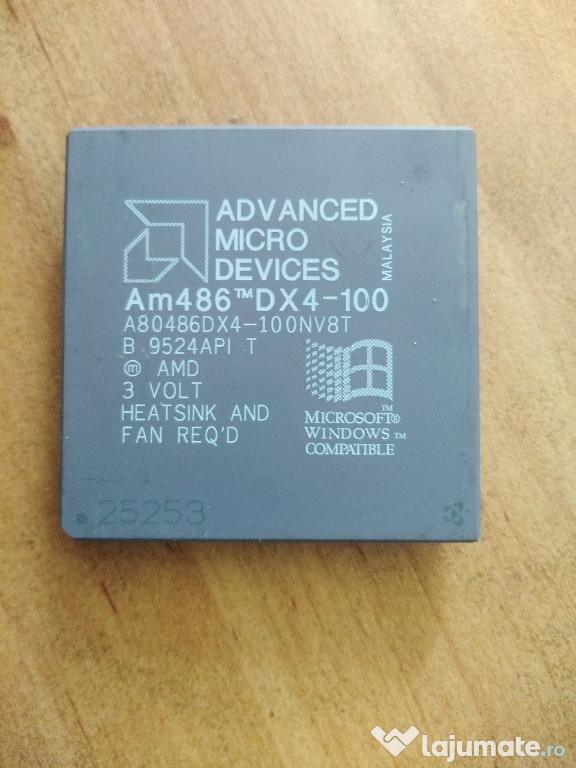 ADVANCED
MICRO
DEVICES
MALAYSIA
Am486™DX4-100
A80486DX4-100NV8T
B 9524API T
ⓜ AMD
3 VOLT
HEATSINK AND
FAN REQ'D
™
MICROSOFT®
WINDOWS™
COMPATIBLE
25253
lajumate.ro